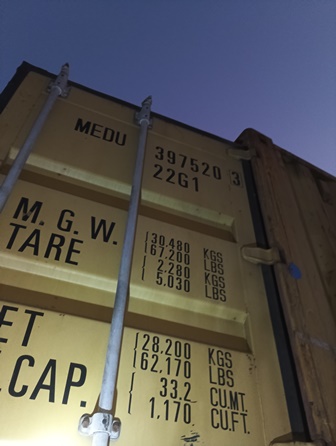 MEDU 397520 3
22G1
M. G. W. 30,480 KGS
67,200 LBS
TARE 2,280 KGS
5,030 LBS
ET 28,200 KGS
62,170 LBS
CAP. 33.2 CU.MT.
1,170 CU.FT.